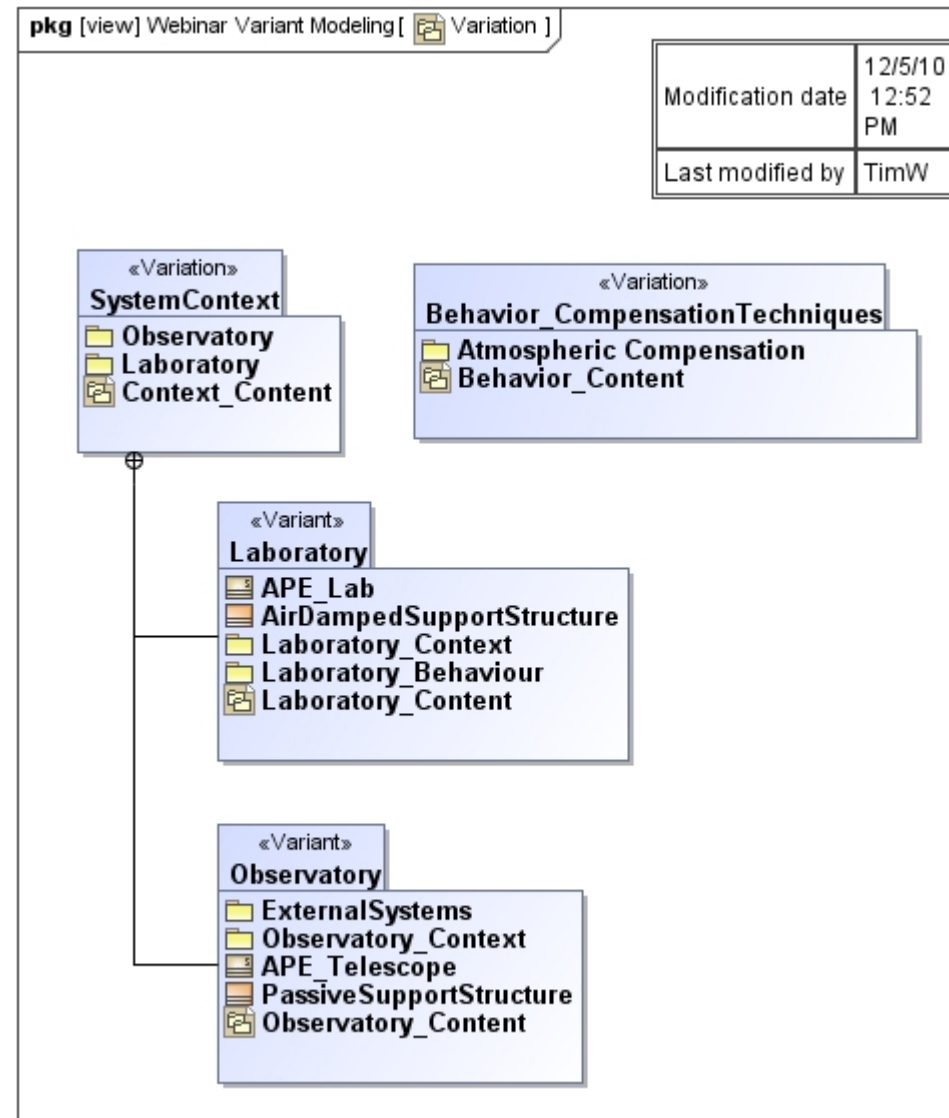 pkg [view] Webinar Variant Modeling [ Variation ]
Modification date
12/5/10
12:52
PM
Last modified by
TimW
«Variation»
SystemContext
Observatory
Laboratory
Context_Content
«Variation»
Behavior_CompensationTechniques
Atmospheric Compensation
Behavior_Content
«Variant»
Laboratory
APE_Lab
AirDampedSupportStructure
Laboratory_Context
Laboratory_Behaviour
Laboratory_Content
«Variant»
Observatory
ExternalSystems
Observatory_Context
APE_Telescope
PassiveSupportStructure
Observatory_Content